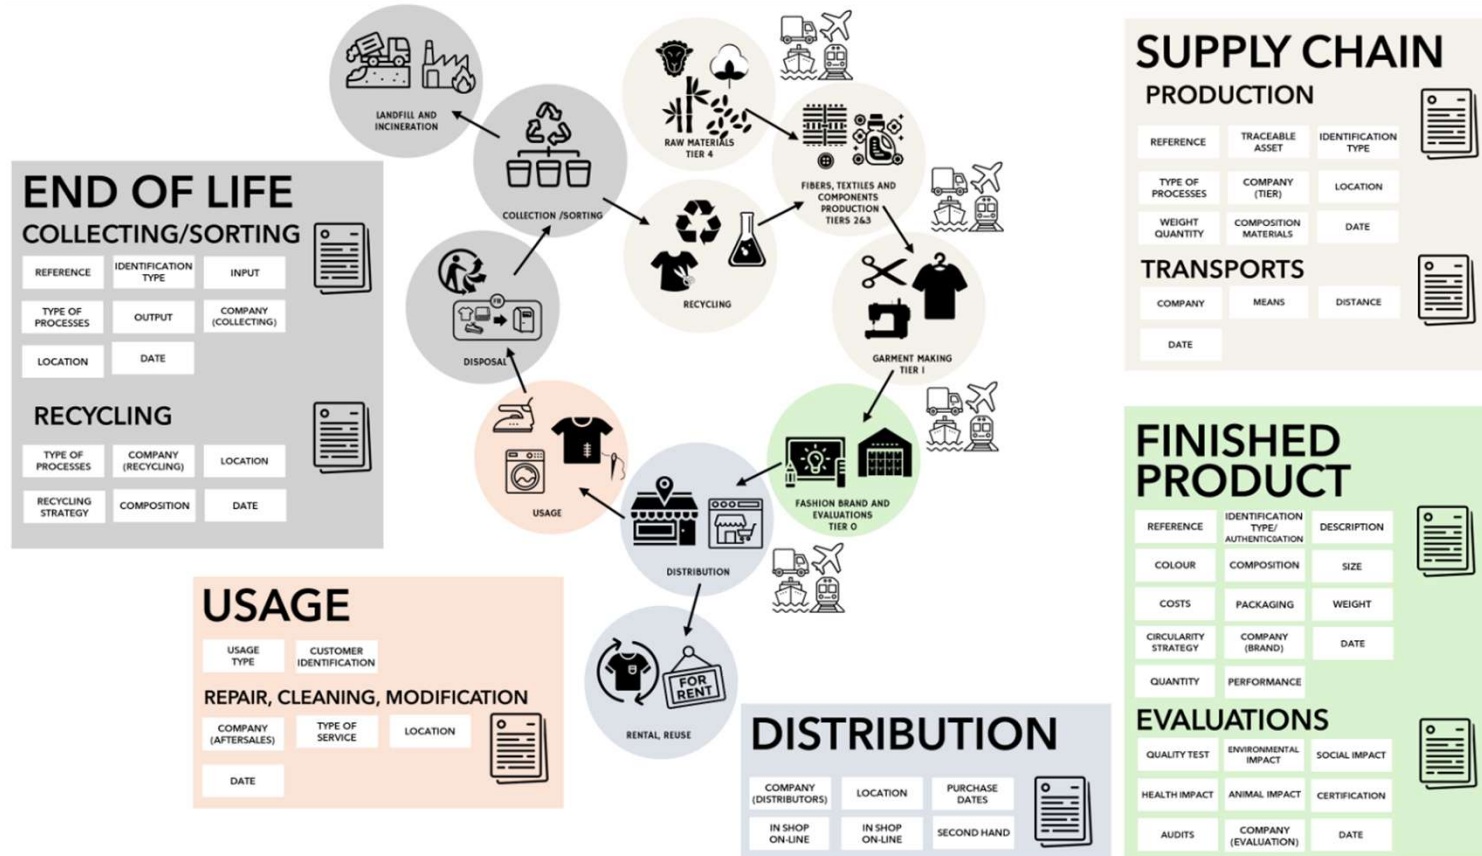 LANDFILL AND
INCINERATION
COLLECTION /SORTING
RAW MATERIALS
TIER 4
FIBERS, TEXTILES AND
COMPONENTS
PRODUCTION
TIERS 2&3
RECYCLING
FR
DISPOSAL
GARMENT MAKING
TIER 1
USAGE
FASHION BRAND AND
EVALUATIONS
TIER 0
DISTRIBUTION
FOR
RENT
RENTAL, REUSE
END OF LIFE
COLLECTING/SORTING
REFERENCE
IDENTIFICATION
TYPE
INPUT
TYPE OF
PROCESSES
OUTPUT
COMPANY
(COLLECTING)
LOCATION
DATE
RECYCLING
TYPE OF
PROCESSES
COMPANY
(RECYCLING)
LOCATION
RECYCLING
STRATEGY
COMPOSITION
DATE
USAGE
USAGE
TYPE
CUSTOMER
IDENTIFICATION
REPAIR, CLEANING, MODIFICATION
COMPANY
(AFTERSALES)
TYPE OF
SERVICE
LOCATION
DATE
DISTRIBUTION
COMPANY
(DISTRIBUTORS)
LOCATION
PURCHASE
DATES
IN SHOP
ON-LINE
IN SHOP
ON-LINE
SECOND HAND
SUPPLY CHAIN
PRODUCTION
REFERENCE
TRACEABLE
ASSET
IDENTIFICATION
TYPE
TYPE OF
PROCESSES
COMPANY
(TIER)
LOCATION
WEIGHT
QUANTITY
COMPOSITION
MATERIALS
DATE
TRANSPORTS
COMPANY
MEANS
DISTANCE
DATE
FINISHED
PRODUCT
REFERENCE
IDENTIFICATION
TYPE/
AUTHENTIC0ATION
DESCRIPTION
COLOUR
COMPOSITION
SIZE
COSTS
PACKAGING
WEIGHT
CIRCULARITY
STRATEGY
COMPANY
(BRAND)
DATE
QUANTITY
PERFORMANCE
EVALUATIONS
QUALITY TEST
ENVIRONMENTAL
IMPACT
SOCIAL IMPACT
HEALTH IMPACT
ANIMAL IMPACT
CERTIFICATION
AUDITS
COMPANY
(EVALUATION)
DATE